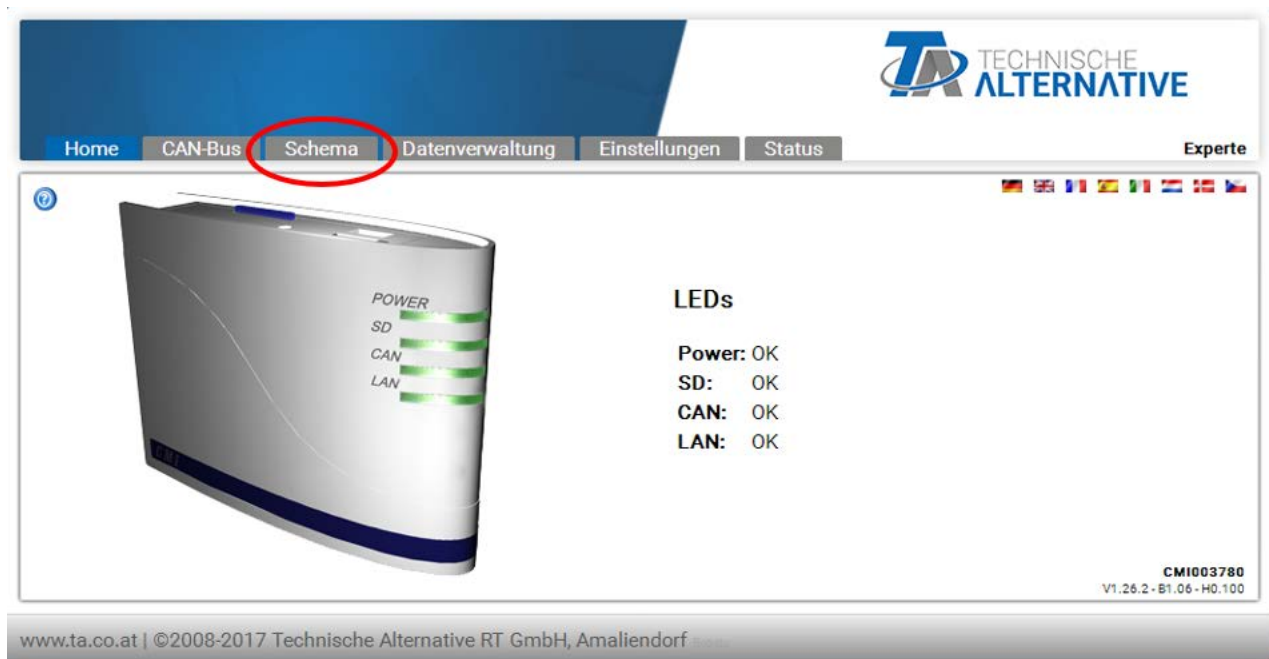 TECHNISCHE
ALTERNATIVE
Home CAN-Bus Schema Datenverwaltung Einstellungen Status Experte
POWER
SD
CAN
LAN
LEDs
Power: OK
SD: OK
CAN: OK
LAN: OK
CMI003780
V1.26.2 - B1.06 - H0.100
www.ta.co.at | ©2008-2017 Technische Alternative RT GmbH, Amaliendorf